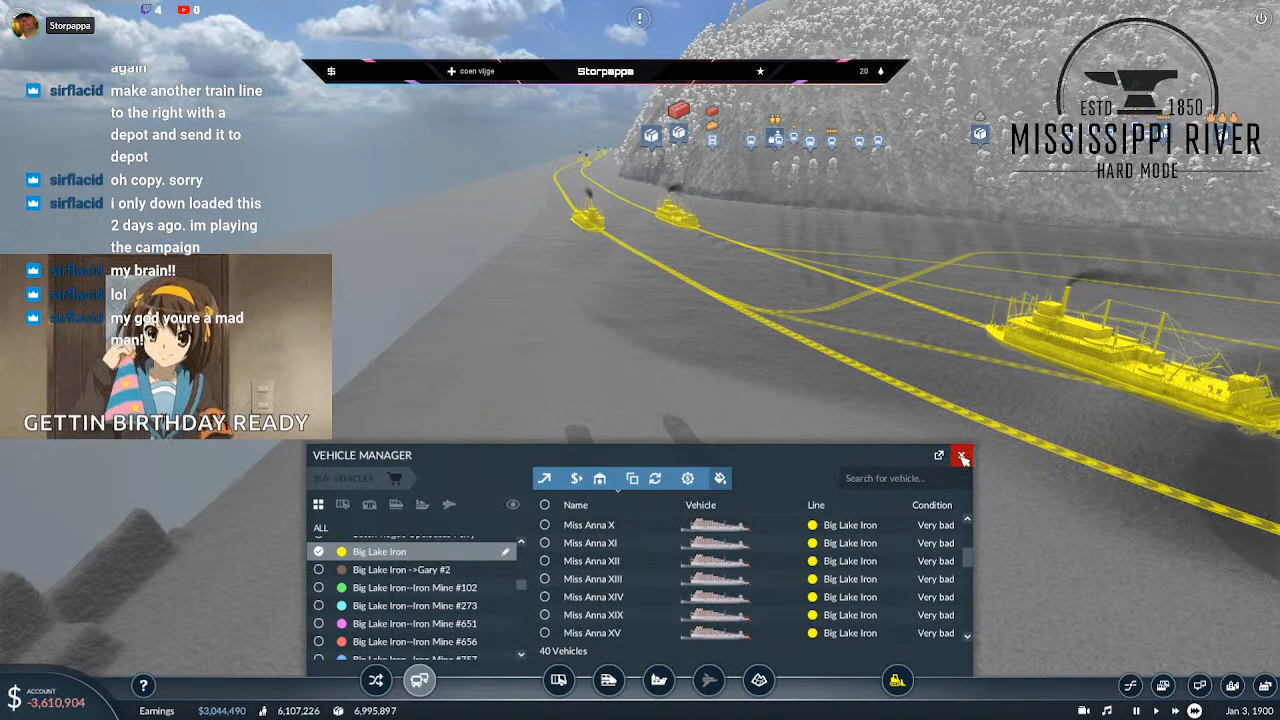 4
0
Storpappa
again
sirflacid make another train line
to the right with a
depot and send it to
depot
sirflacid oh copy. sorry
sirflacid i only down loaded this
2 days ago. im playing
the campaign
sirflacid my brain!!
sirflacid lol
sirflacid my god youre a mad
man!!
GETTIN BIRTHDAY READY
$ + coen vijge Storpappa ★ 20
ESTD 1850
MISSISSIPPI RIVER
HARD MODE
VEHICLE MANAGER
BUY VEHICLES
Search for vehicle...
ALL
Big Lake Iron
Big Lake Iron ->Gary #2
Big Lake Iron--Iron Mine #102
Big Lake Iron--Iron Mine #273
Big Lake Iron--Iron Mine #651
Big Lake Iron--Iron Mine #656
Big Lake Iron--Iron Mine #757
Name Vehicle Line Condition
Miss Anna X Big Lake Iron Very bad
Miss Anna XI Big Lake Iron Very bad
Miss Anna XII Big Lake Iron Very bad
Miss Anna XIII Big Lake Iron Very bad
Miss Anna XIV Big Lake Iron Very bad
Miss Anna XIX Big Lake Iron Very bad
Miss Anna XV Big Lake Iron Very bad
40 Vehicles
$ ACCOUNT
-3,610,904
?
Earnings $3,044,490 6,107,226 6,995,897
Jan 3, 1900